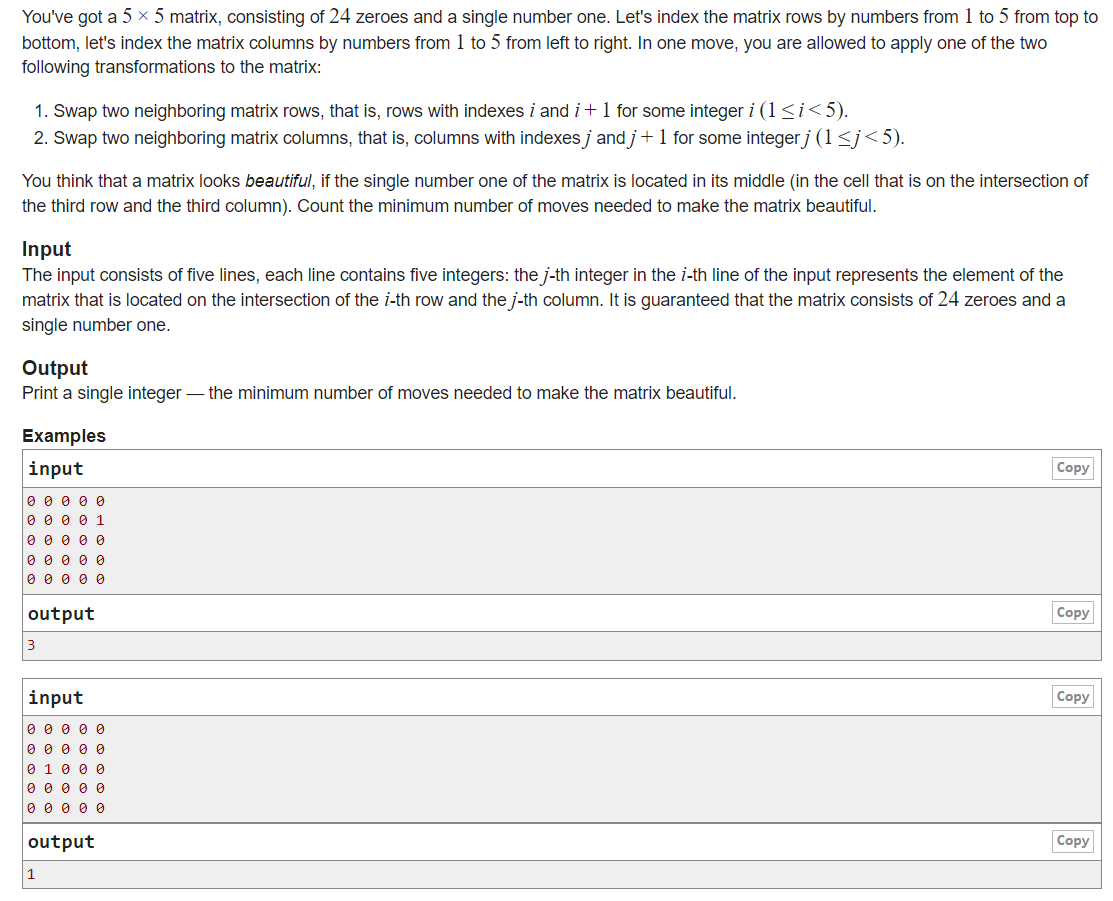 You've got a 5 × 5 matrix, consisting of 24 zeroes and a single number one. Let's index the matrix rows by numbers from 1 to 5 from top to
bottom, let's index the matrix columns by numbers from 1 to 5 from left to right. In one move, you are allowed to apply one of the two
following transformations to the matrix:
1. Swap two neighboring matrix rows, that is, rows with indexes i and i + 1 for some integer i (1 ≤ i < 5).
2. Swap two neighboring matrix columns, that is, columns with indexes j and j + 1 for some integer j (1 ≤ j < 5).
You think that a matrix looks beautiful, if the single number one of the matrix is located in its middle (in the cell that is on the intersection of
the third row and the third column). Count the minimum number of moves needed to make the matrix beautiful.
Input
The input consists of five lines, each line contains five integers: the j-th integer in the i-th line of the input represents the element of the
matrix that is located on the intersection of the i-th row and the j-th column. It is guaranteed that the matrix consists of 24 zeroes and a
single number one.
Output
Print a single integer — the minimum number of moves needed to make the matrix beautiful.
Examples
input Copy
0 0 0 0 0
0 0 0 0 1
0 0 0 0 0
0 0 0 0 0
0 0 0 0 0
output Copy
3
input Copy
0 0 0 0 0
0 0 0 0 0
0 1 0 0 0
0 0 0 0 0
0 0 0 0 0
output Copy
1